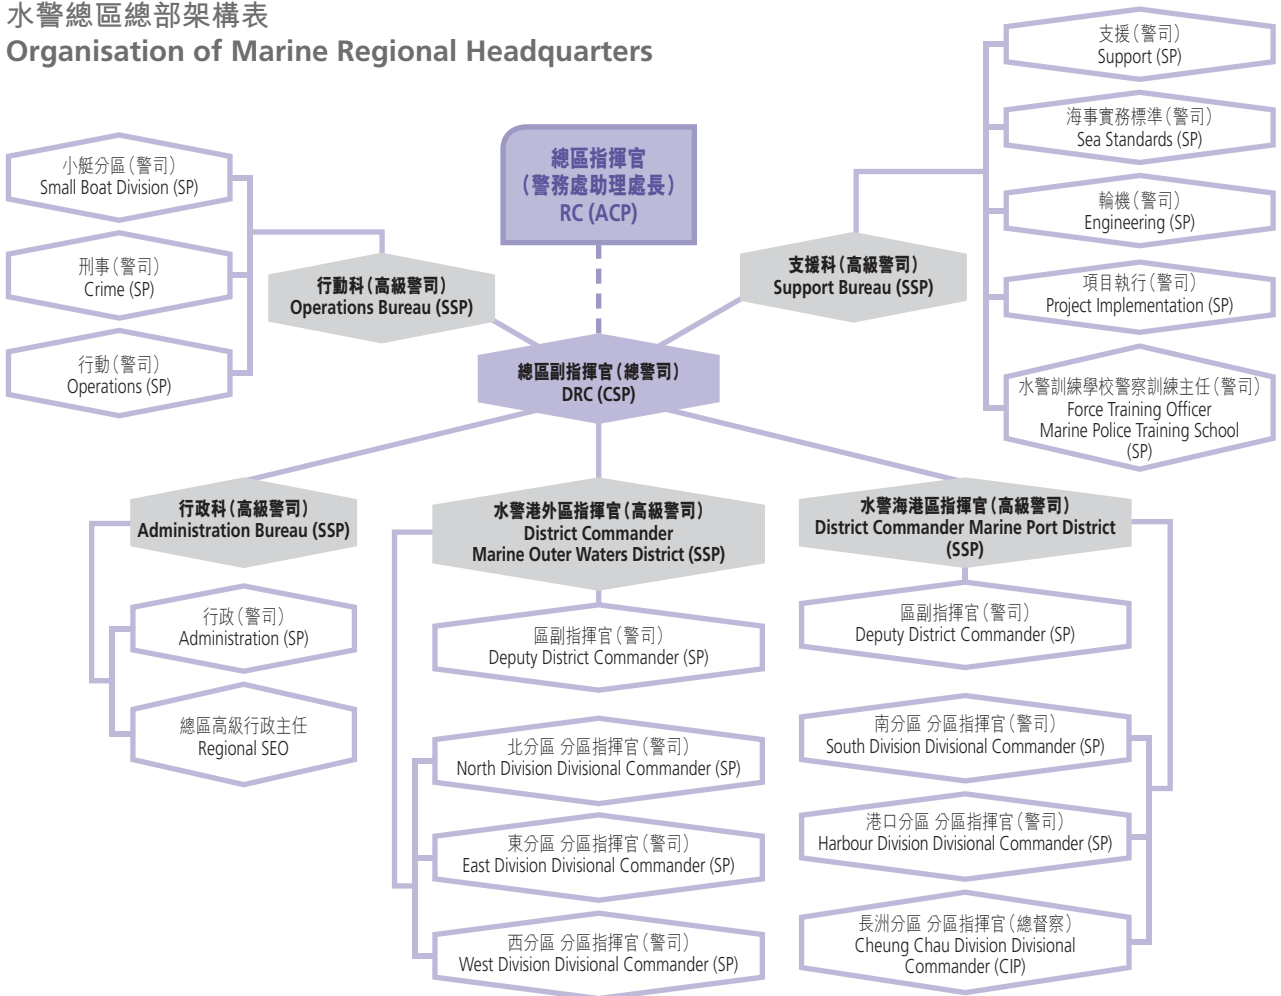 水警總區總部架構表
Organisation of Marine Regional Headquarters
總區指揮官
（警務處助理處長）
RC (ACP)
總區副指揮官（總警司）
DRC (CSP)
行動科（高級警司）
Operations Bureau (SSP)
小艇分區（警司）
Small Boat Division (SP)
刑事（警司）
Crime (SP)
行動（警司）
Operations (SP)
支援科（高級警司）
Support Bureau (SSP)
支援（警司）
Support (SP)
海事實務標準（警司）
Sea Standards (SP)
輪機（警司）
Engineering (SP)
項目執行（警司）
Project Implementation (SP)
水警訓練學校警察訓練主任（警司）
Force Training Officer
Marine Police Training School
(SP)
行政科（高級警司）
Administration Bureau (SSP)
行政（警司）
Administration (SP)
總區高級行政主任
Regional SEO
水警港外區指揮官（高級警司）
District Commander
Marine Outer Waters District (SSP)
區副指揮官（警司）
Deputy District Commander (SP)
北分區 分區指揮官（警司）
North Division Divisional Commander (SP)
東分區 分區指揮官（警司）
East Division Divisional Commander (SP)
西分區 分區指揮官（警司）
West Division Divisional Commander (SP)
水警海港區指揮官（高級警司）
District Commander Marine Port District
(SSP)
區副指揮官（警司）
Deputy District Commander (SP)
南分區 分區指揮官（警司）
South Division Divisional Commander (SP)
港口分區 分區指揮官（警司）
Harbour Division Divisional Commander (SP)
長洲分區 分區指揮官（總督察）
Cheung Chau Division Divisional
Commander (CIP)